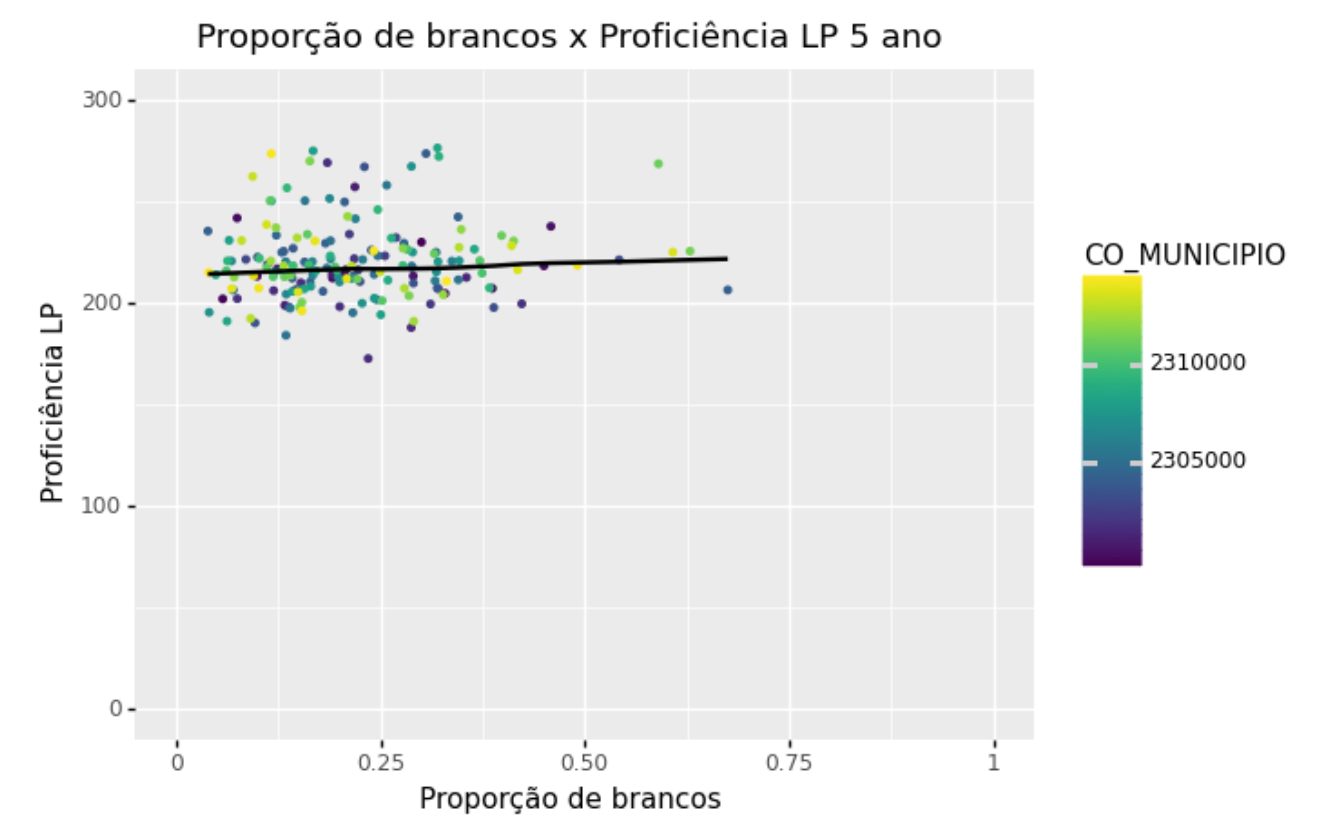 Proporção de brancos x Proficiência LP 5 ano
300
200
100
0
Proficiência LP
0
0.25
0.50
0.75
1
Proporção de brancos
CO_MUNICIPIO
2310000
2305000